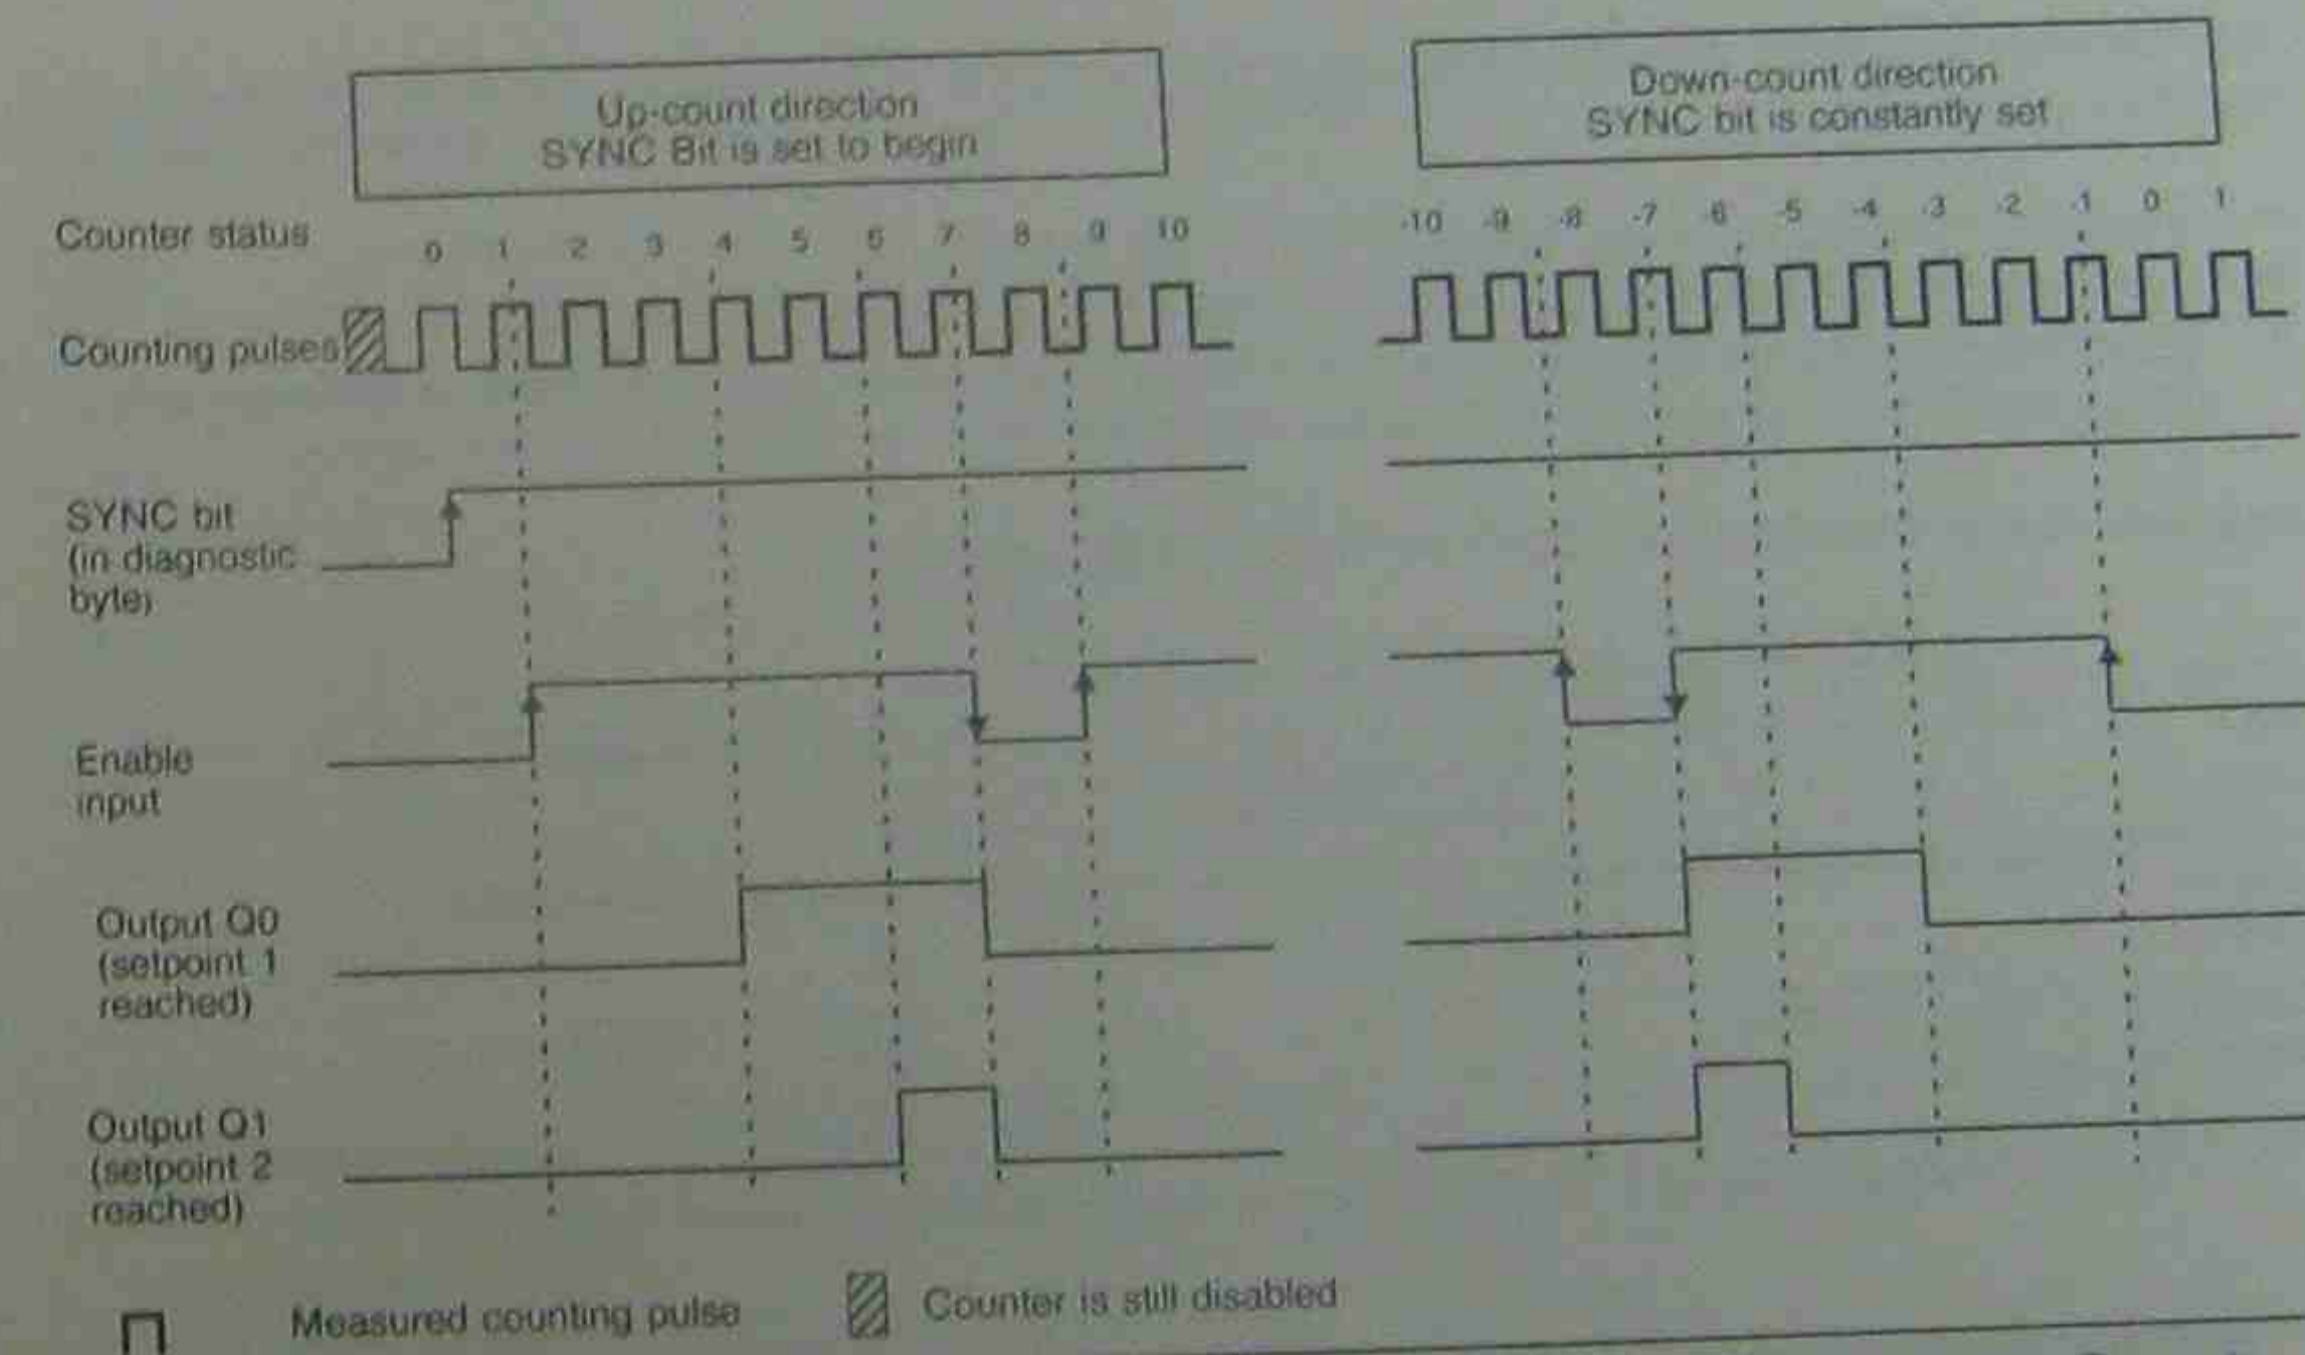 Up-count direction
SYNC Bit is set to begin
Down-count direction
SYNC bit is constantly set
Counter status
0 1 2 3 4 5 6 7 8 9 10
-10 -9 -8 -7 -6 -5 -4 -3 -2 -1 0 1
Counting pulses
SYNC bit
(in diagnostic
byte)
Enable
input
Output Q0
(setpoint 1
reached)
Output Q1
(setpoint 2
reached)
Measured counting pulse
Counter is still disabled